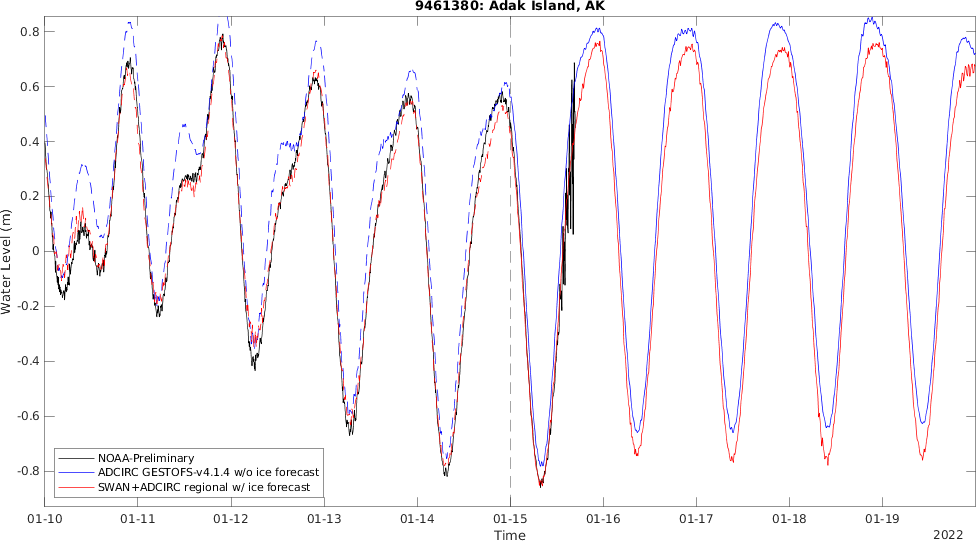 9461380: Adak Island, AK
Water Level (m)
0.8
0.6
0.4
0.2
0
-0.2
-0.4
-0.6
-0.8
NOAA-Preliminary
ADCIRC GESTOFS-v4.1.4 w/o ice forecast
SWAN+ADCIRC regional w/ ice forecast
01-10 01-11 01-12 01-13 01-14 01-15 01-16 01-17 01-18 01-19
Time
2022